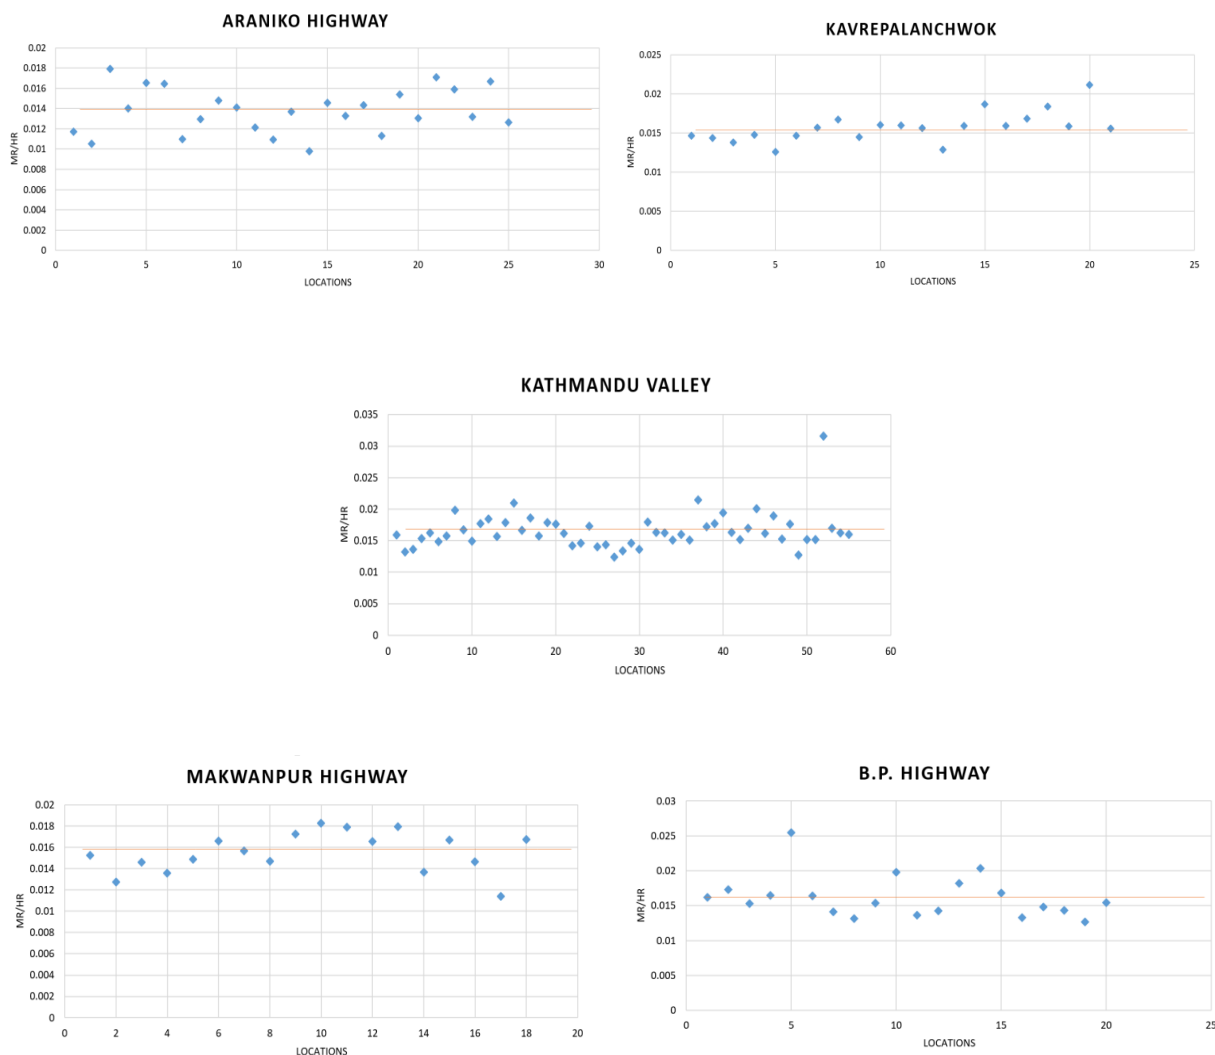 ARANIKO HIGHWAY
0.02
0.018
0.016
0.014
0.012
0.01
0.008
0.006
0.004
0.002
0
MR/HR
0 5 10 15 20 25 30
LOCATIONS
KAVREPALANCHWOK
0.025
0.02
0.015
0.01
0.005
0
MR/HR
0 5 10 15 20 25
LOCATIONS
KATHMANDU VALLEY
0.035
0.03
0.025
0.02
0.015
0.01
0.005
0
MR/HR
0 10 20 30 40 50 60
LOCATIONS
MAKWANPUR HIGHWAY
0.02
0.018
0.016
0.014
0.012
0.01
0.008
0.006
0.004
0.002
0
MR/HR
0 2 4 6 8 10 12 14 16 18 20
LOCATIONS
B.P. HIGHWAY
0.03
0.025
0.02
0.015
0.01
0.005
0
MR/HR
0 5 10 15 20 25
LOCATIONS